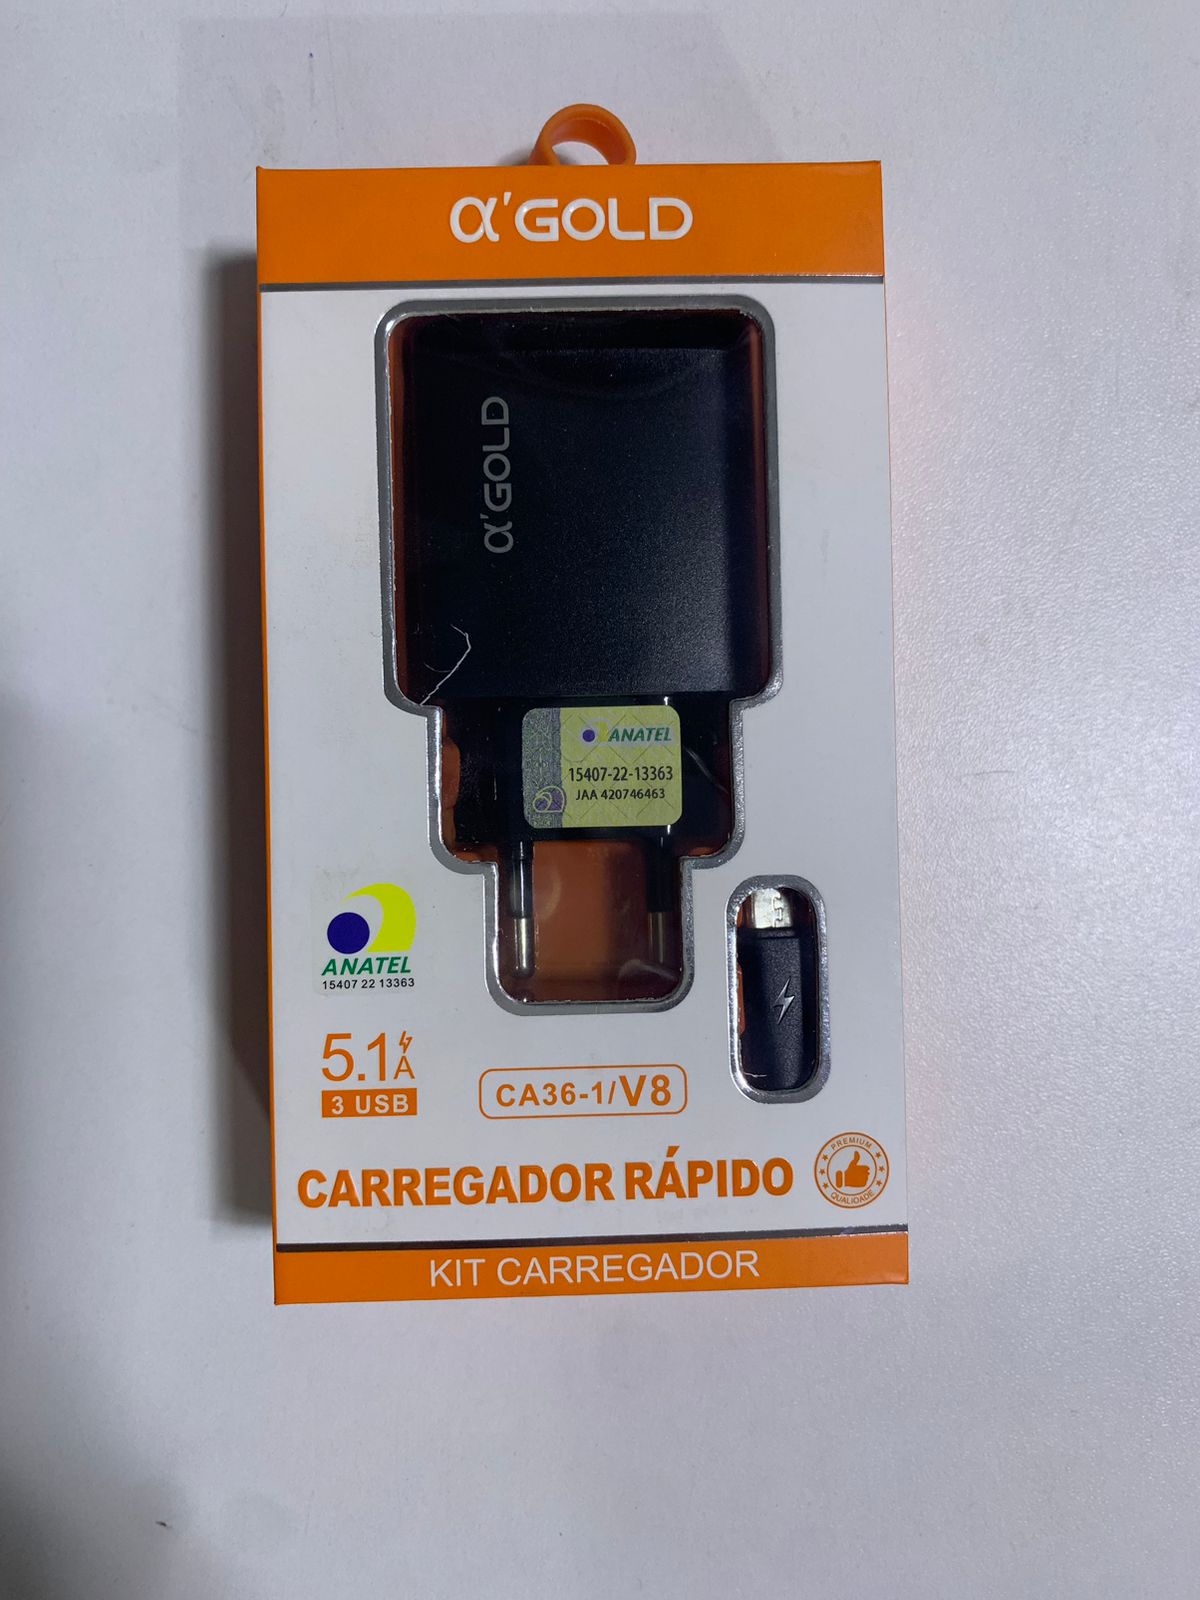 α'GOLD
α'GOLD
ANATEL
15407-22-13363
JAA 420746463
ANATEL
15407 22 13363
5.1A
3 USB
CA36-1/V8
CARREGADOR RÁPIDO
PREMIUM
QUALIDADE
KIT CARREGADOR